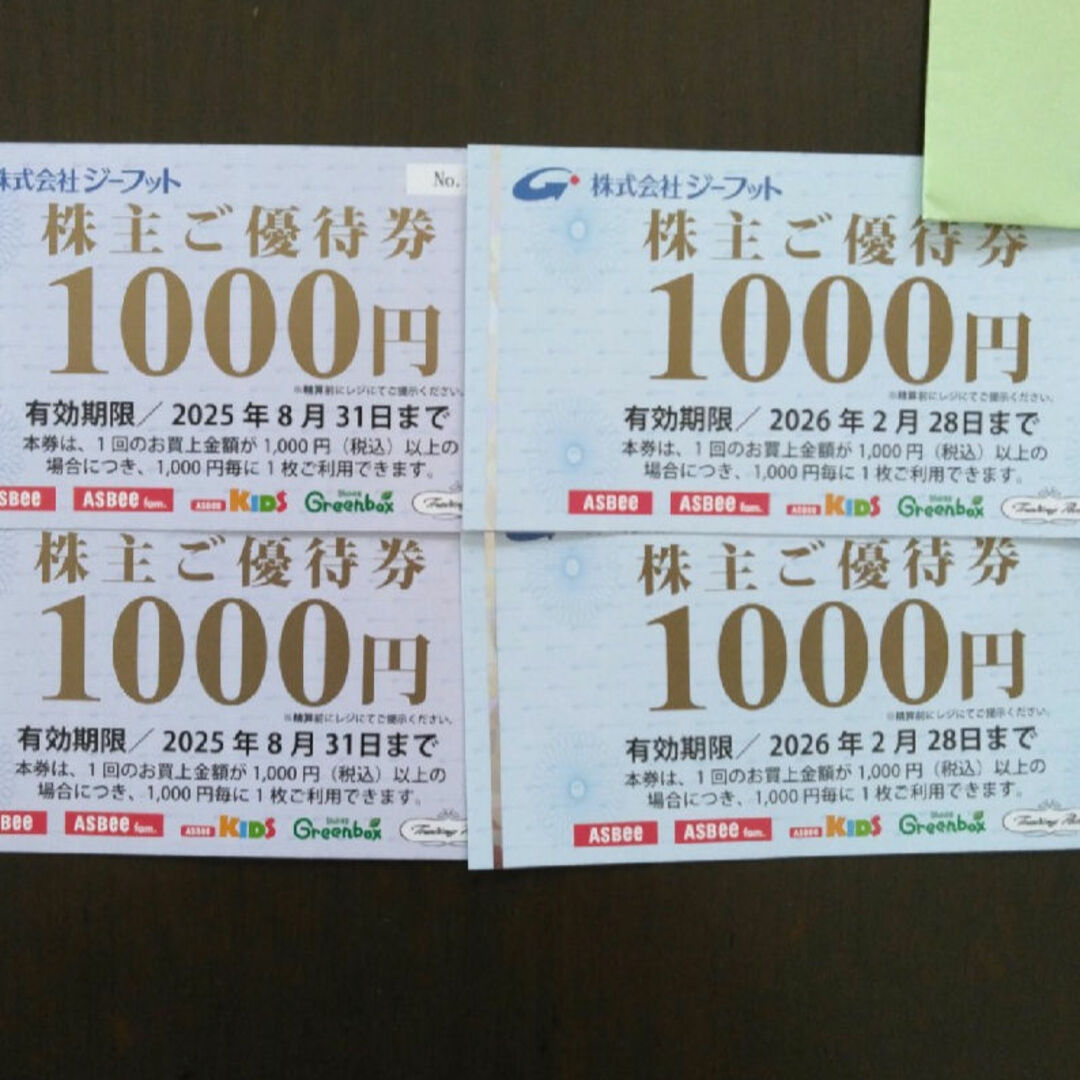 株式会社ジーフット
No.
株主ご優待券
1000円
※精算前にレジにてご提示ください。
有効期限／2025年8月31日まで
本券は、1回のお買上金額が1,000円（税込）以上の
場合につき、1,000円毎に1枚ご利用できます。
SBee ASBee fam. ASBee KIDS Greenbox
株式会社ジーフット
株主ご優待券
1000円
※精算前にレジにてご提示ください。
有効期限／2026年2月28日まで
本券は、1回のお買上金額が1,000円（税込）以上の
場合につき、1,000円毎に1枚ご利用できます。
ASBee ASBee fam. ASBee KIDS Greenbox
株主ご優待券
1000円
※精算前にレジにてご提示ください。
有効期限／2025年8月31日まで
本券は、1回のお買上金額が1,000円（税込）以上の
場合につき、1,000円毎に1枚ご利用できます。
Bee ASBee fam. ASBee KIDS Greenbox
株主ご優待券
1000円
※精算前にレジにてご提示ください。
有効期限／2026年2月28日まで
本券は、1回のお買上金額が1,000円（税込）以上の
場合につき、1,000円毎に1枚ご利用できます。
ASBee ASBee fam. ASBee KIDS Greenbox